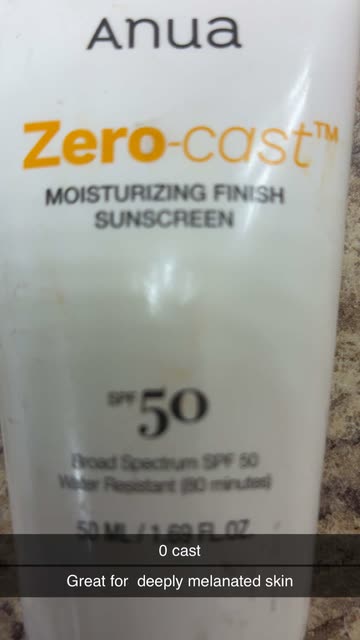 Anua
Zero-cast™
MOISTURIZING FINISH
SUNSCREEN
SPF 50
Broad Spectrum SPF 50
Water Resistant (80 minutes)
50 ML / 1.69 FL.OZ.
0 cast
Great for  deeply melanated skin